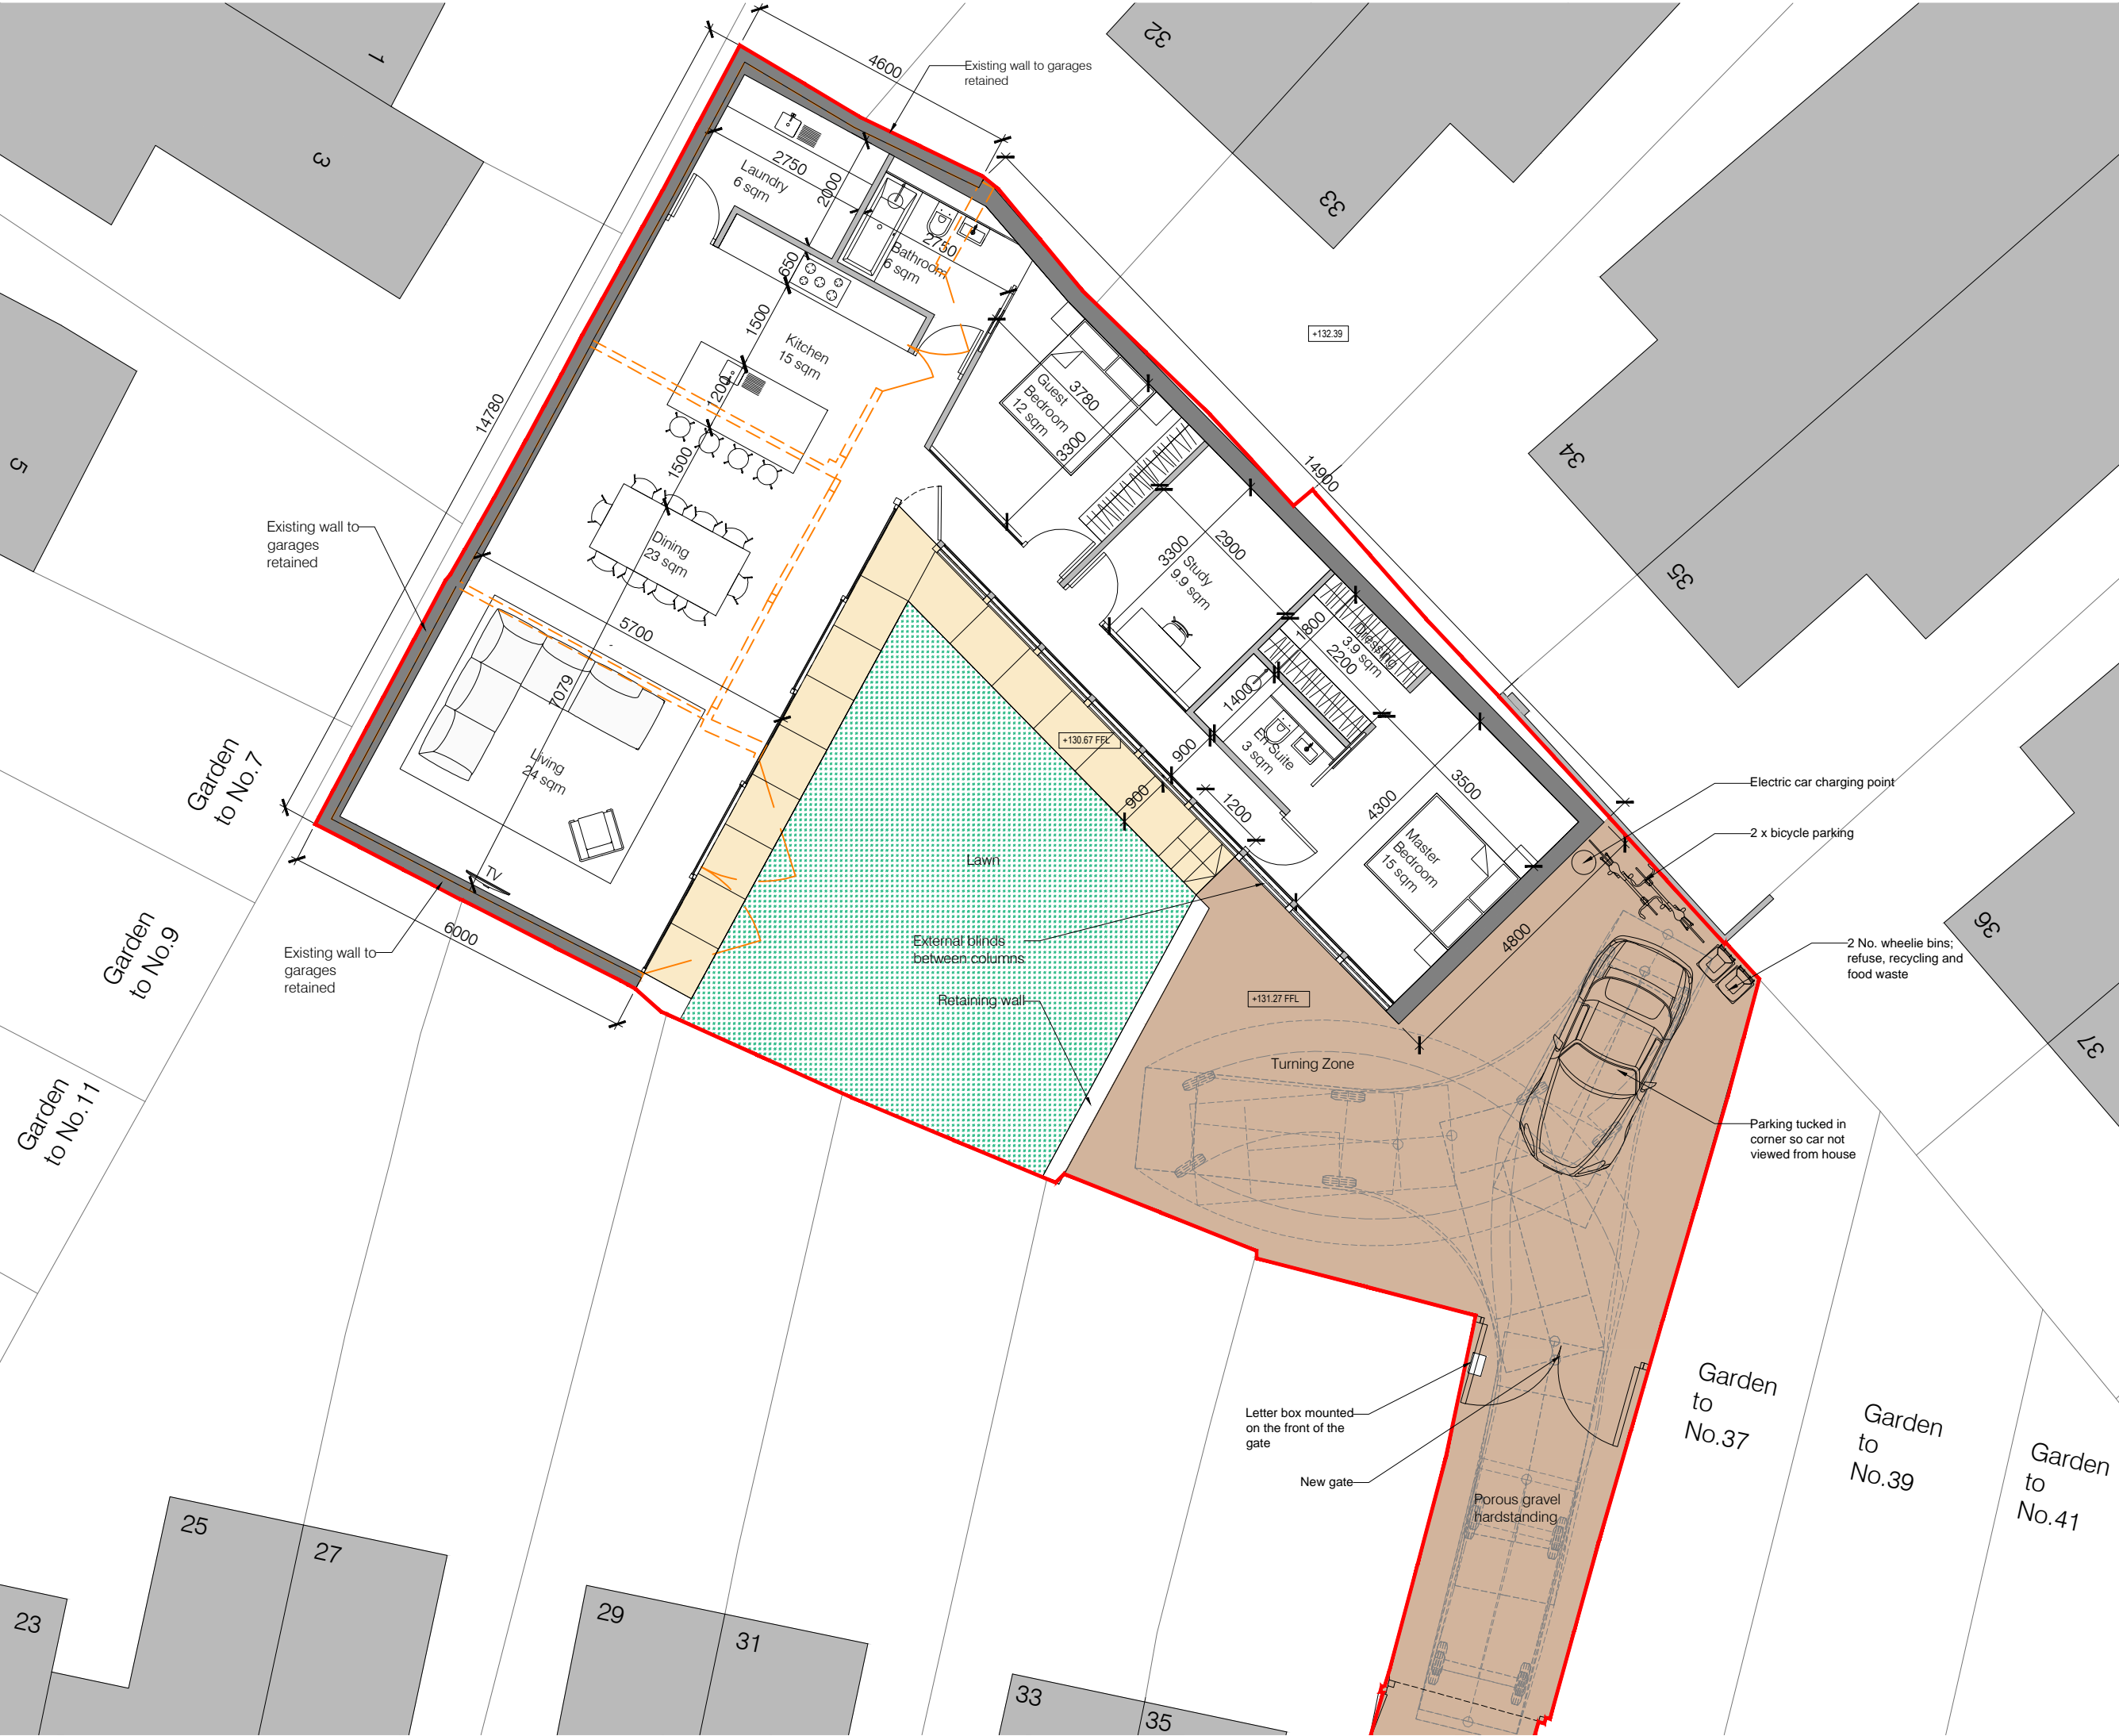 1
3
5
32
33
34
35
36
37
4600
Existing wall to garages
retained
2750
Laundry
6 sqm
2000
2750
Bathroom
6 sqm
650
1500
Kitchen
15 sqm
1200
1500
14780
+132.39
Guest
Bedroom
12 sqm
3780
3300
14900
Existing wall to
garages
retained
Dining
23 sqm
5700
7079
Living
24 sqm
TV
6000
Existing wall to
garages
retained
3300
2900
Study
9.9 sqm
1800
Dressing
3.9 sqm
2200
1400
En Suite
3 sqm
900
900
1200
+130.67 FFL
4300
3500
Master
Bedroom
15 sqm
4800
Electric car charging point
2 x bicycle parking
2 No. wheelie bins;
refuse, recycling and
food waste
Lawn
External blinds
between columns
Retaining wall
+131.27 FFL
Turning Zone
Parking tucked in
corner so car not
viewed from house
Garden
to No.7
Garden
to No.9
Garden
to No.11
Letter box mounted
on the front of the
gate
New gate
Porous gravel
hardstanding
Garden
to
No.37
Garden
to
No.39
Garden
to
No.41
23
25
27
29
31
33
35